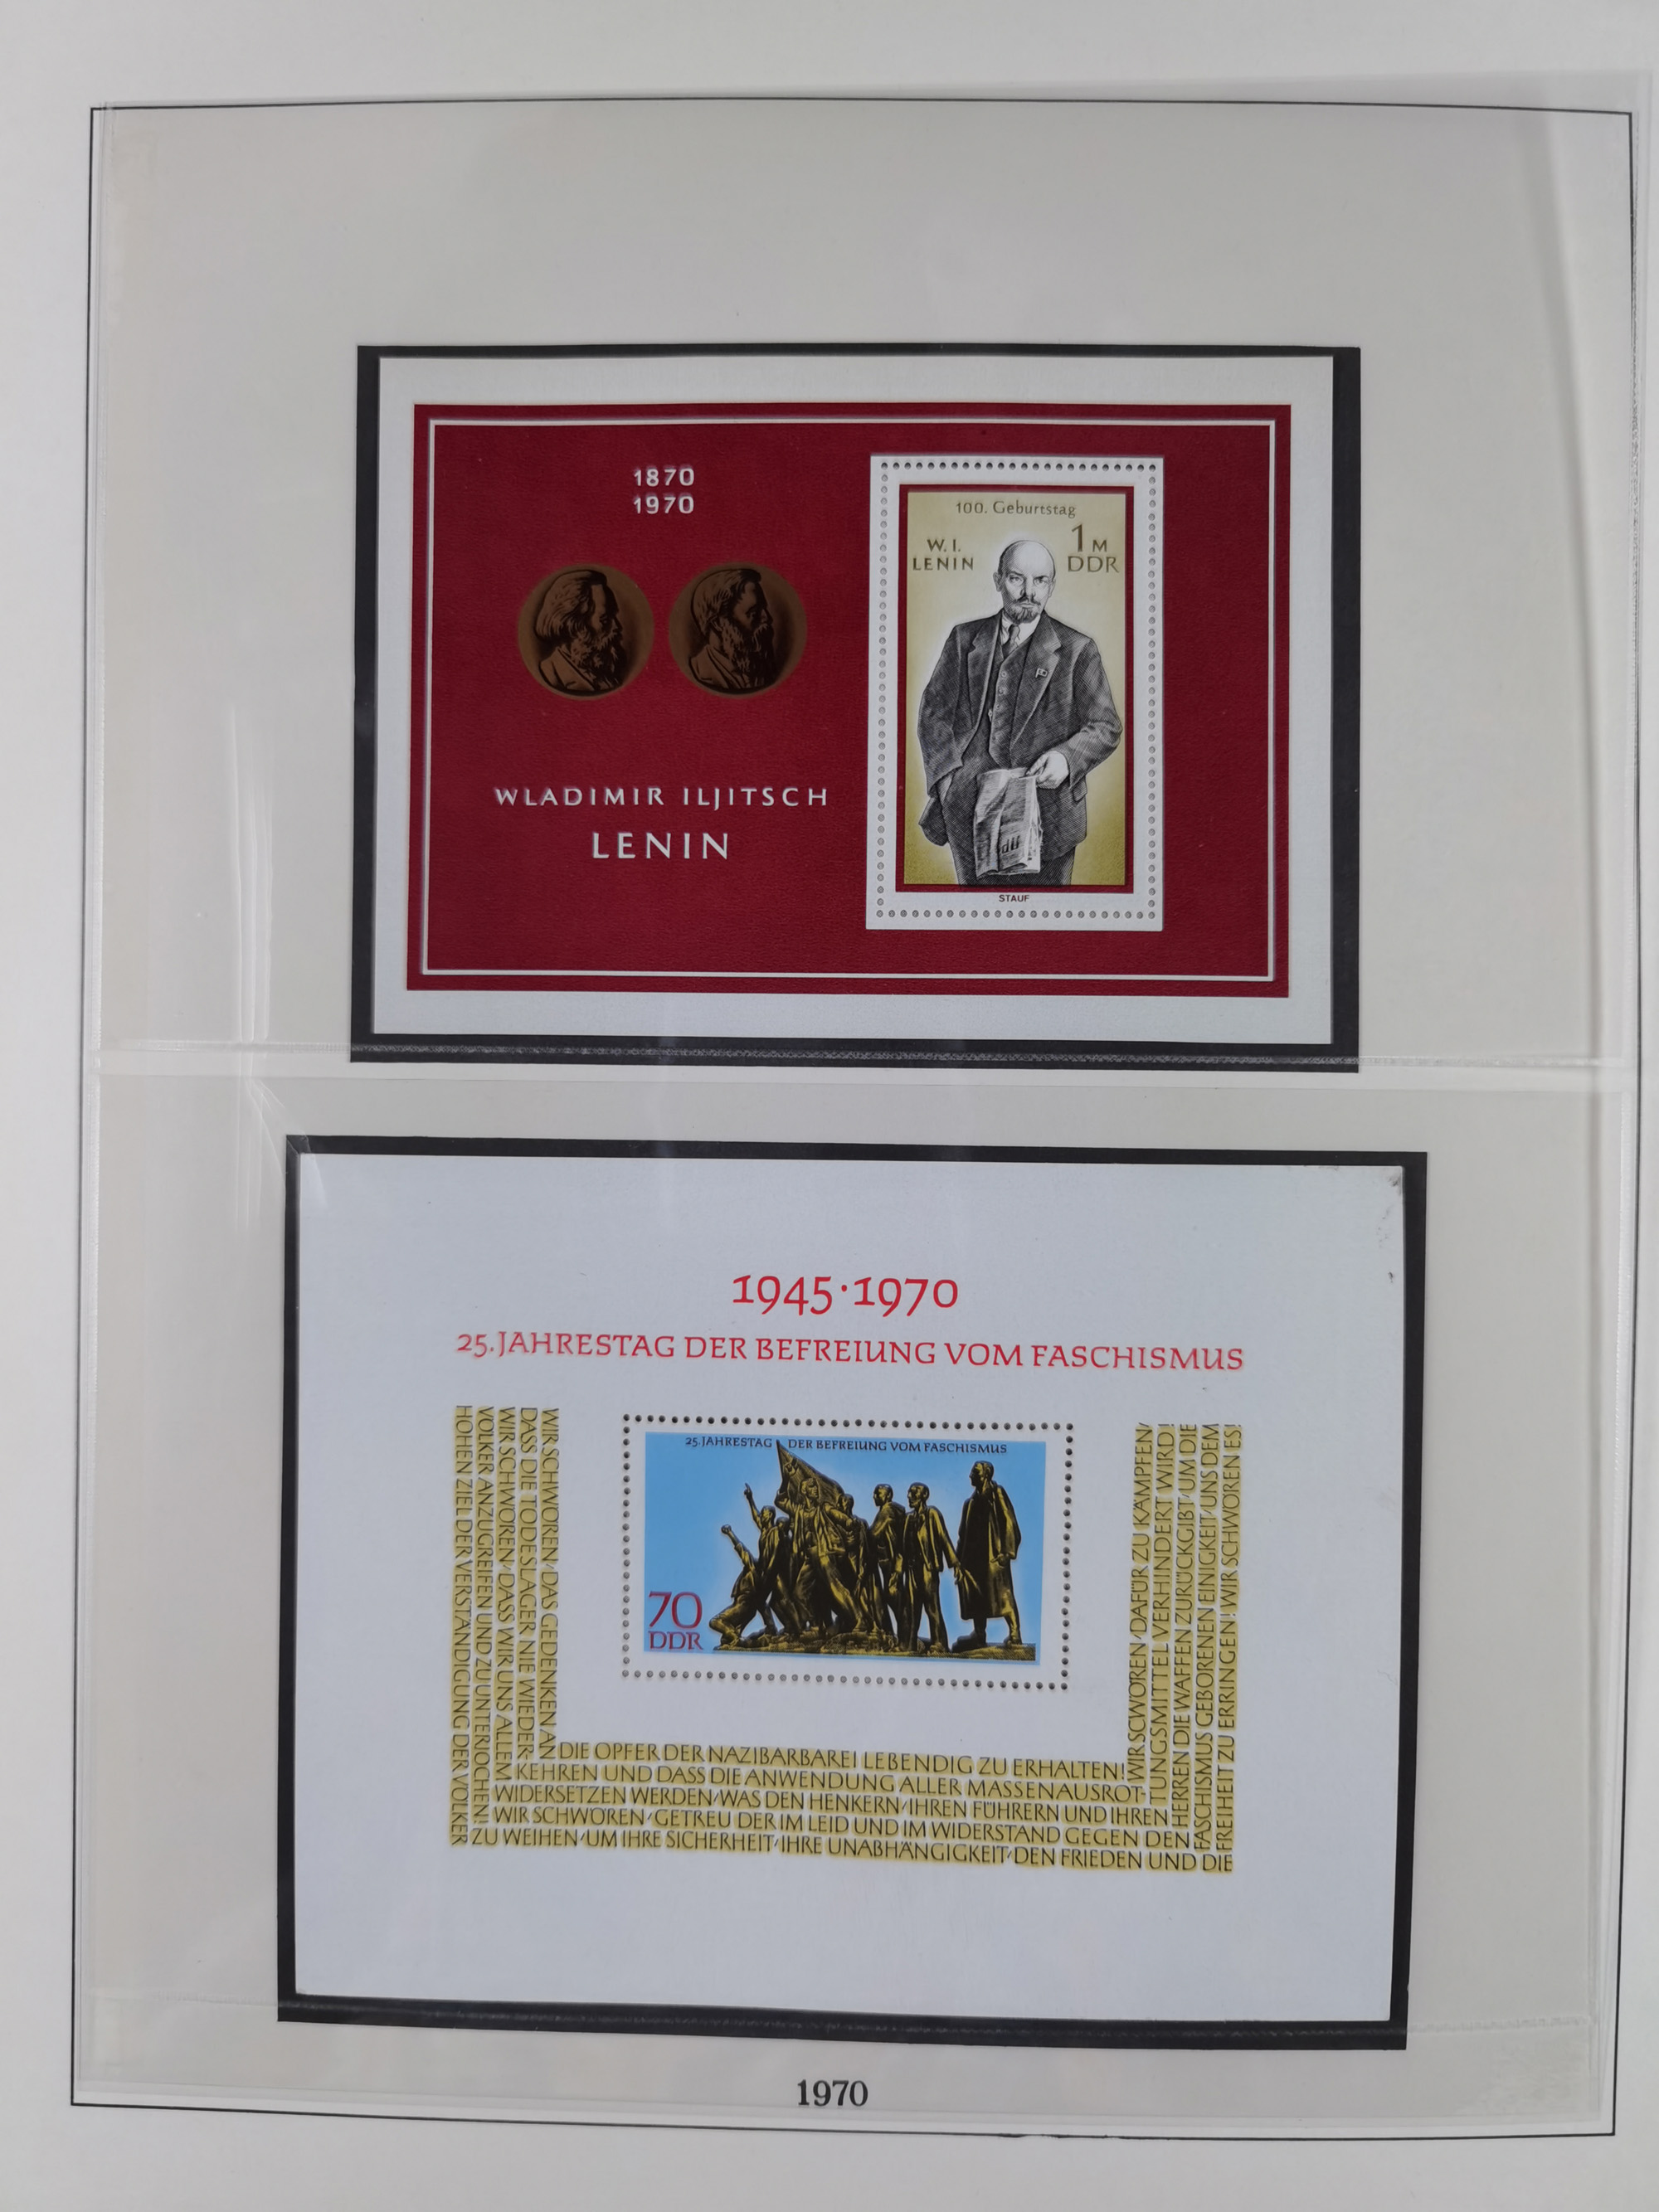 1870
1970
WLADIMIR ILJITSCH
LENIN
100. Geburtstag
W. I.
LENIN
1 M
DDR
STAUF
1945·1970
25. JAHRESTAG DER BEFREIUNG VOM FASCHISMUS
25. JAHRESTAG DER BEFREIUNG VOM FASCHISMUS
70
DDR
WIR SCHWÖREN, DAS GEDENKEN AN DIE OPFER DER NAZIBARBAREI LEBENDIG ZU ERHALTEN! WIR SCWÖREN, DAFÜR ZU KÄMPFEN,
DASS DIE TODESLAGER NIE WIEDER-KEHREN UND DASS DIE ANWENDUNG ALLER MASSENAUSROT-TUNGSMITTEL VERHINDERT WIRD!
WIR SCHWÖREN, DASS WIR UNS ALLEM WIDERSETZEN WERDEN, WAS DEN HENKERN, IHREN FÜHRERN UND IHREN HERREN DIE WAFFEN ZURÜCKGIBT, UM DIE
VÖLKER ANZUGREIFEN UND ZU UNTERJOCHEN! WIR SCHWÖREN, GETREU DER IM LEID UND IM WIDERSTAND GEGEN DEN FASCHISMUS GEBORENEN EINIGKEIT, UNS DEM
HOHEN ZIEL DER VERSTÄNDIGUNG DER VÖLKER ZU WEIHEN, UM IHRE SICHERHEIT, IHRE UNABHÄNGIGKEIT, DEN FRIEDEN UND DIE FREIHEIT ZU ERRINGEN! WIR SCHWÖREN ES!
1970